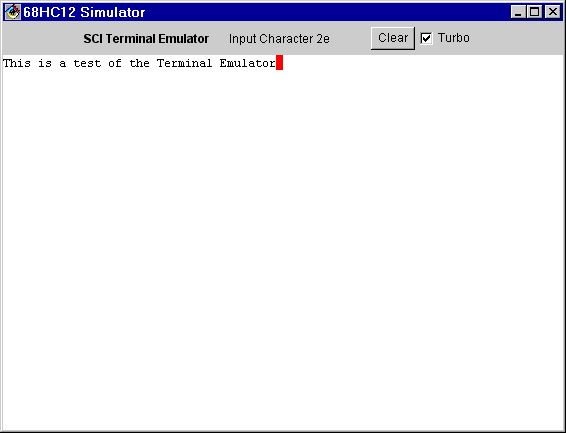 68HC12 Simulator
SCI Terminal Emulator Input Character 2e Clear Turbo
This is a test of the Terminal Emulator